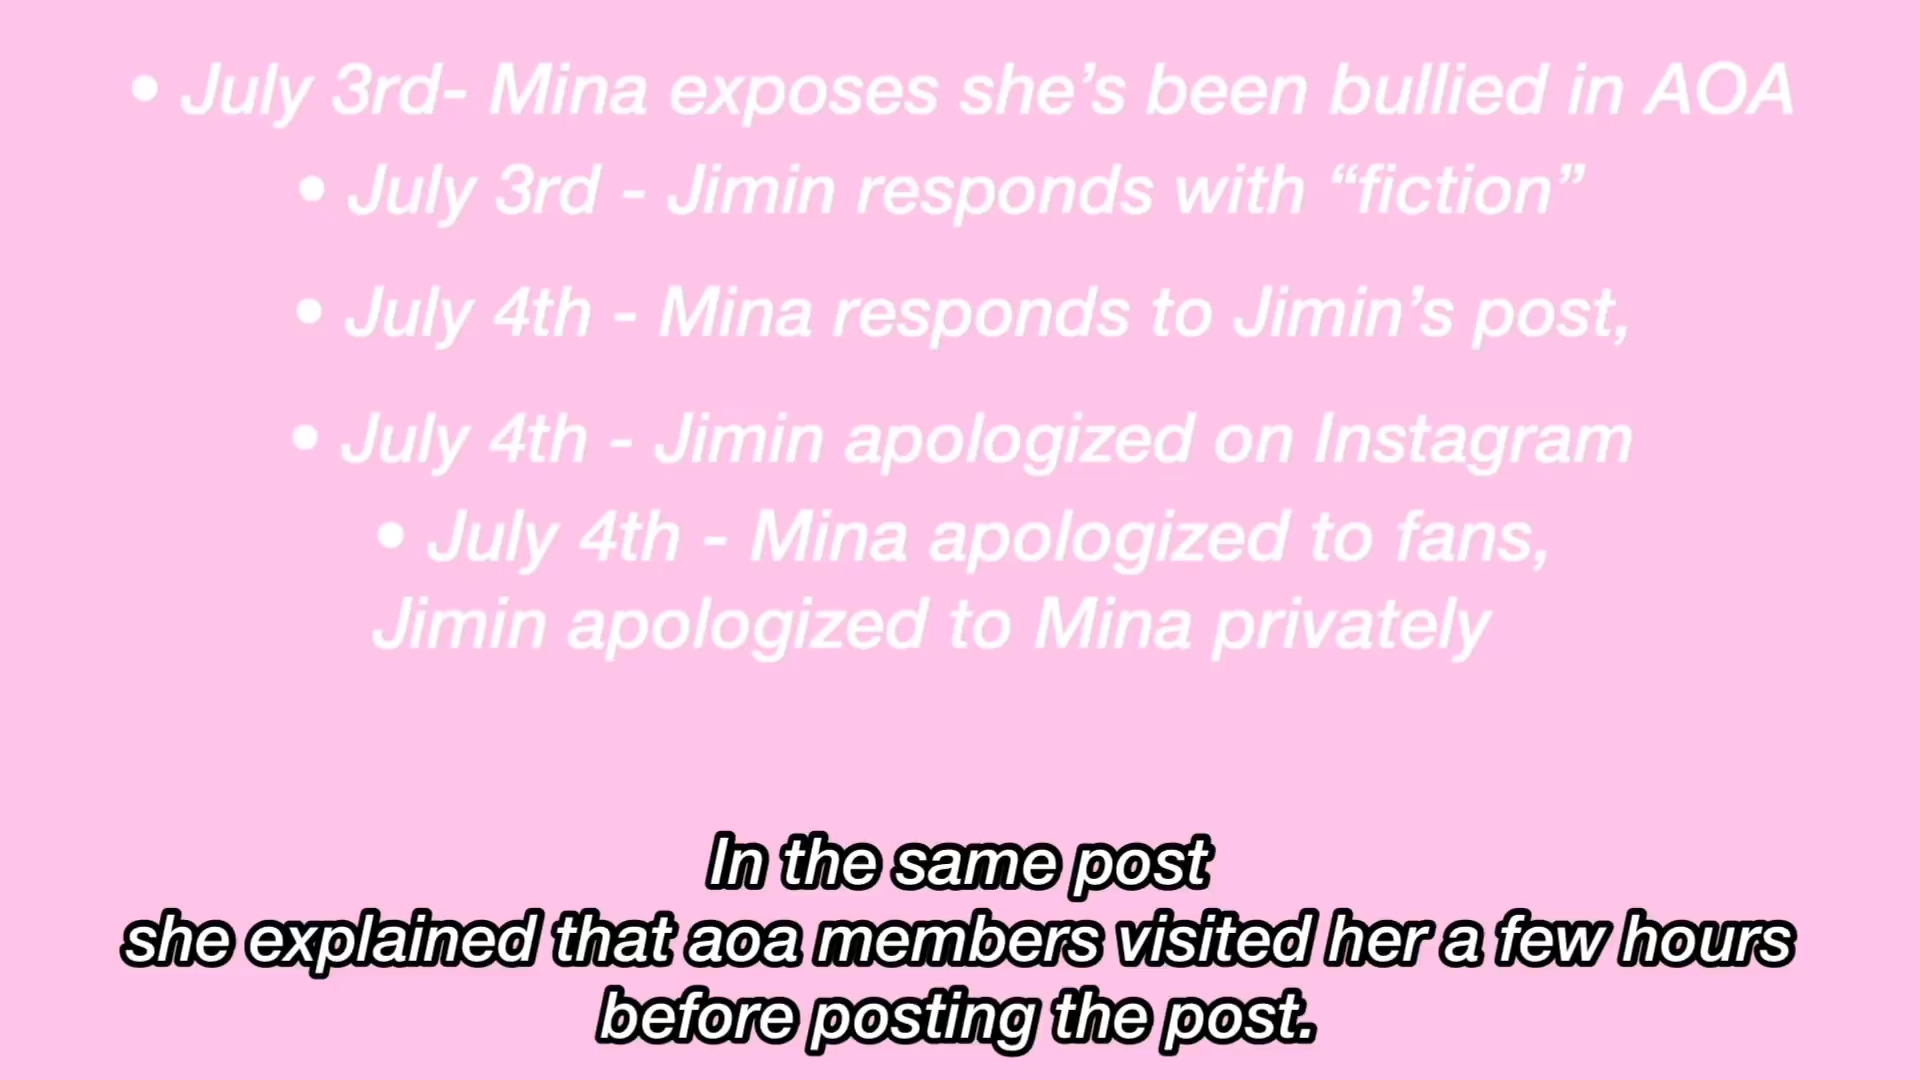 • July 3rd- Mina exposes she’s been bullied in AOA
• July 3rd - Jimin responds with “fiction”
• July 4th - Mina responds to Jimin’s post,
• July 4th - Jimin apologized on Instagram
• July 4th - Mina apologized to fans,
Jimin apologized to Mina privately
In the same post
she explained that aoa members visited her a few hours
before posting the post.